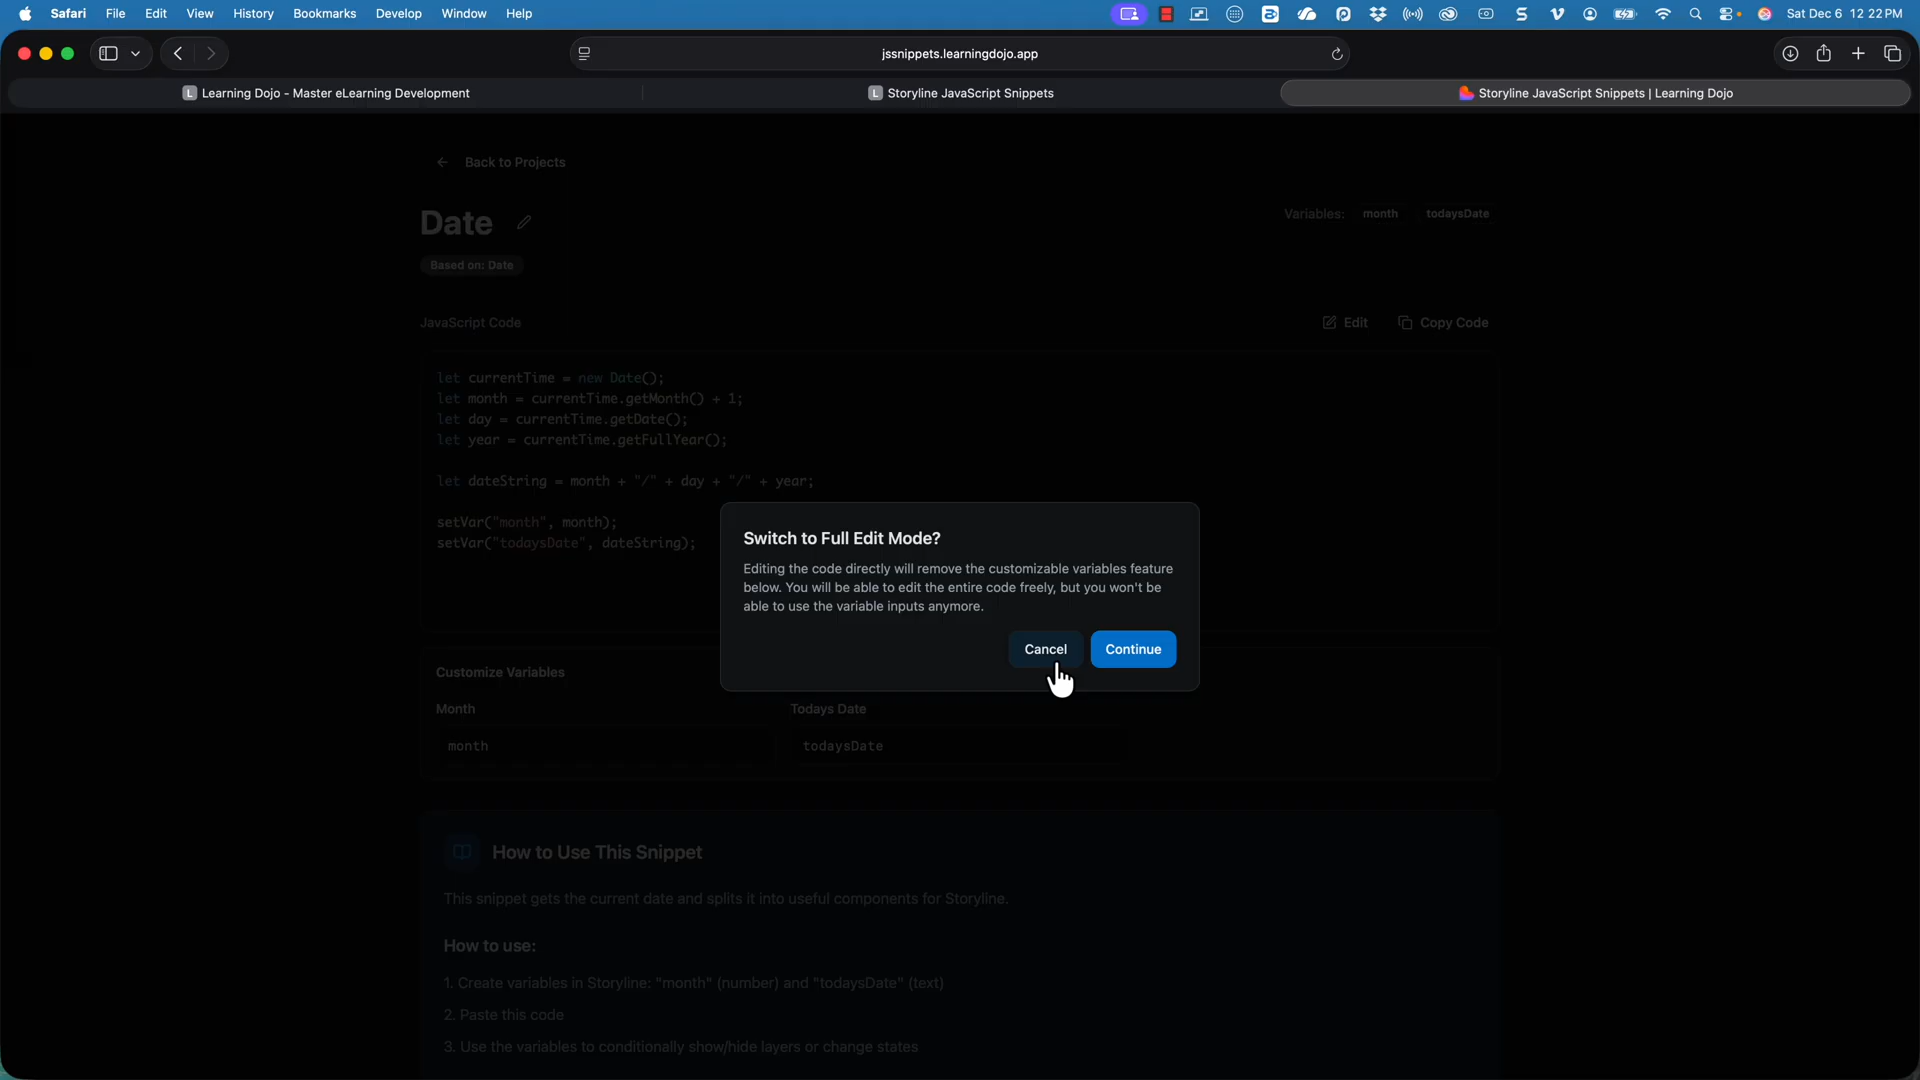 Safari File Edit View History Bookmarks Develop Window Help Sat Dec 6 12 22 PM
jssnippets.learningdojo.app
L Learning Dojo - Master eLearning Development
L Storyline JavaScript Snippets
Storyline JavaScript Snippets | Learning Dojo
Back to Projects
Date
Variables: month todaysDate
Based on: Date
JavaScript Code
Edit
Copy Code
let currentTime = new Date();
let month = currentTime.getMonth() + 1;
let day = currentTime.getDate();
let year = currentTime.getFullYear();
let dateString = month + "/" + day + "/" + year;
setVar("month", month);
setVar("todaysDate", dateString);
Switch to Full Edit Mode?
Editing the code directly will remove the customizable variables feature
below. You will be able to edit the entire code freely, but you won't be
able to use the variable inputs anymore.
Cancel
Continue
Customize Variables
Month
Todays Date
month
todaysDate
How to Use This Snippet
This snippet gets the current date and splits it into useful components for Storyline.
How to use:
1. Create variables in Storyline: "month" (number) and "todaysDate" (text)
2. Paste this code
3. Use the variables to conditionally show/hide layers or change states